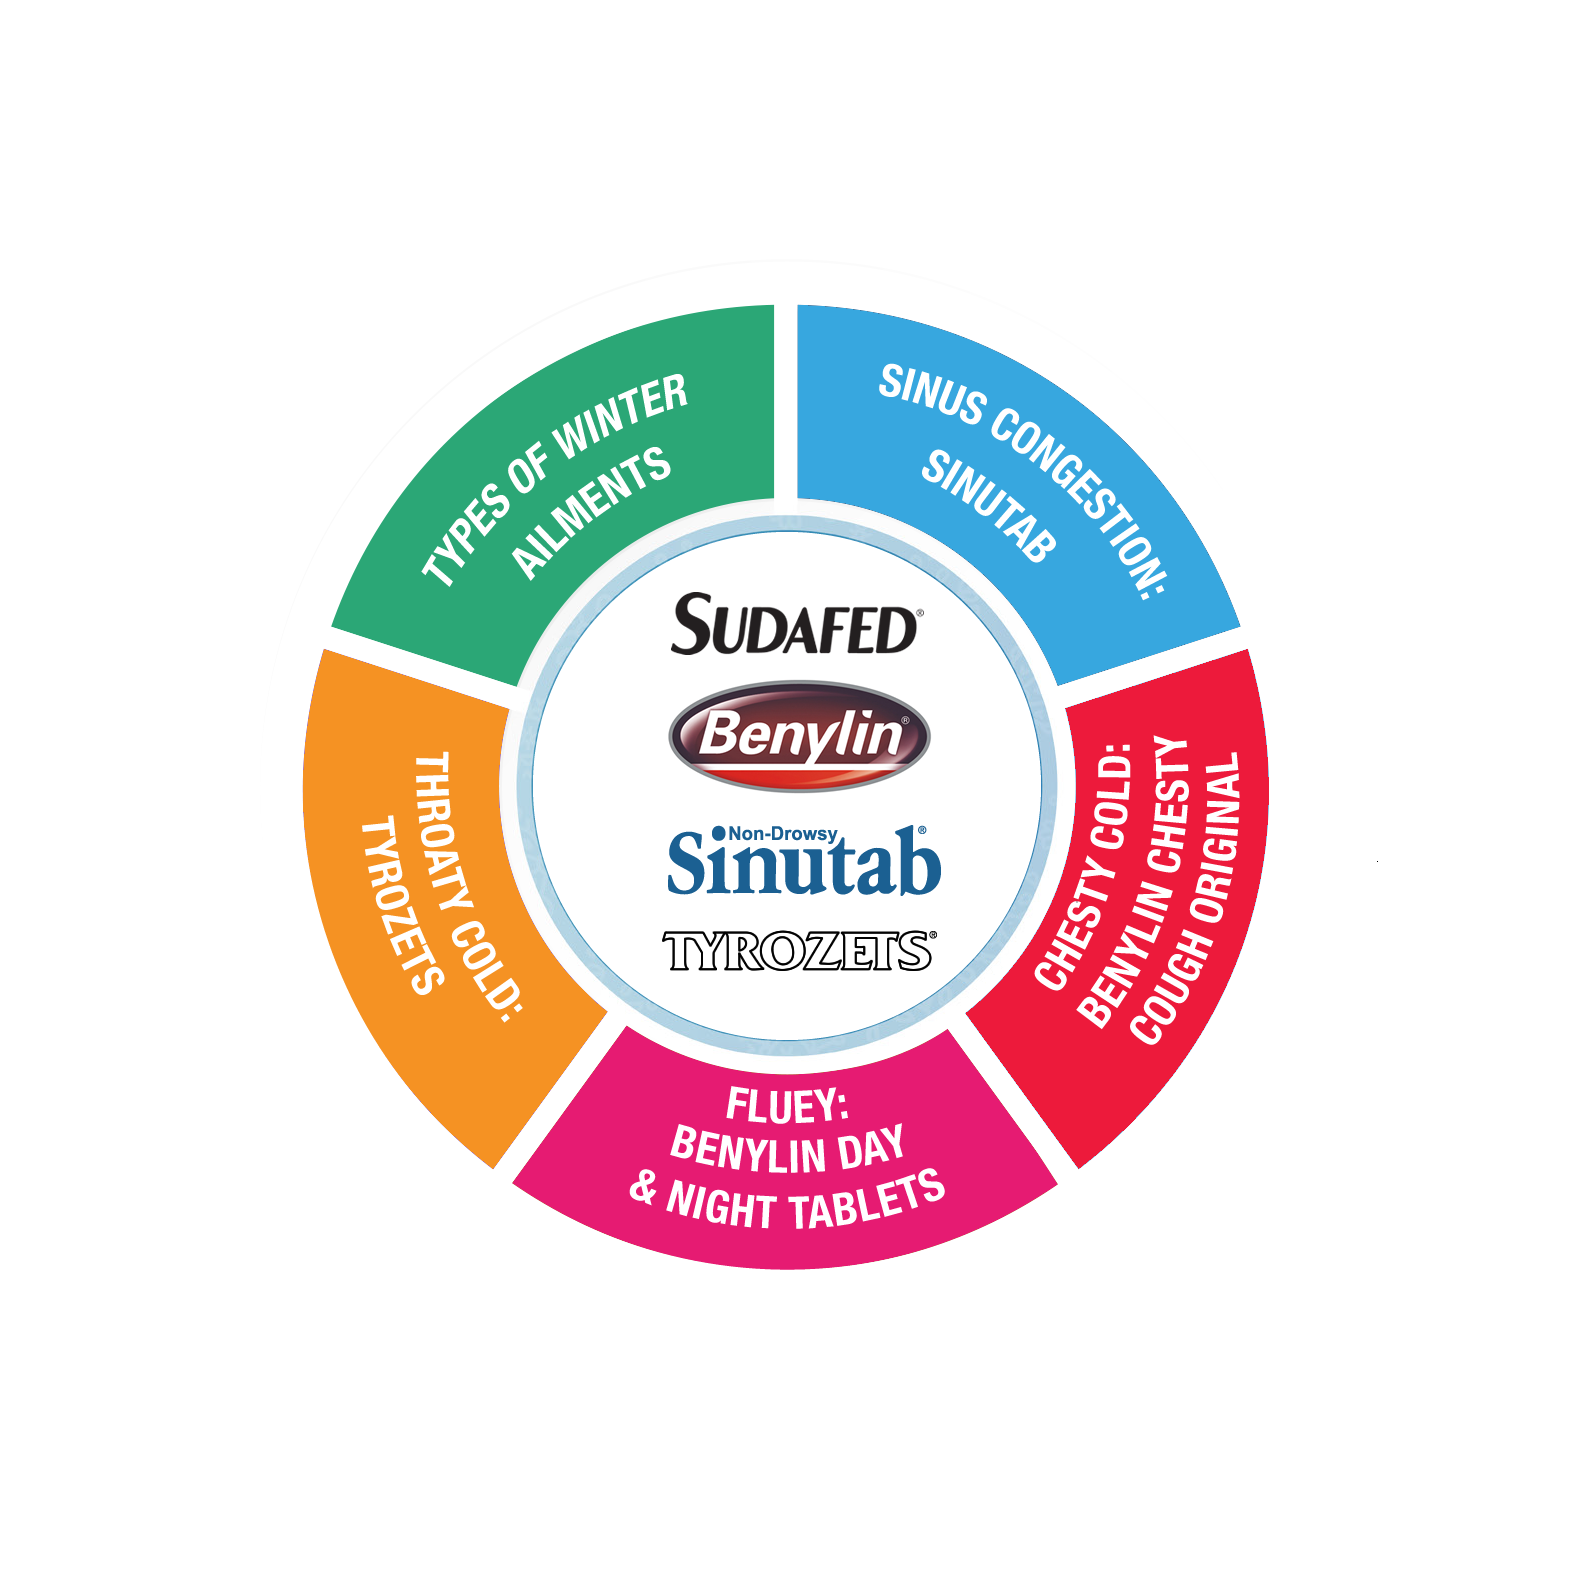 TYPES OF WINTER
AILMENTS
SINUS CONGESTION:
SINUTAB
CHESTY COLD:
BENYLIN CHESTY
COUGH ORIGINAL
FLUEY:
BENYLIN DAY
& NIGHT TABLETS
THROATY COLD:
TYROZETS
SUDAFED®
Benylin®
Non-Drowsy
Sinutab®
TYROZETS®